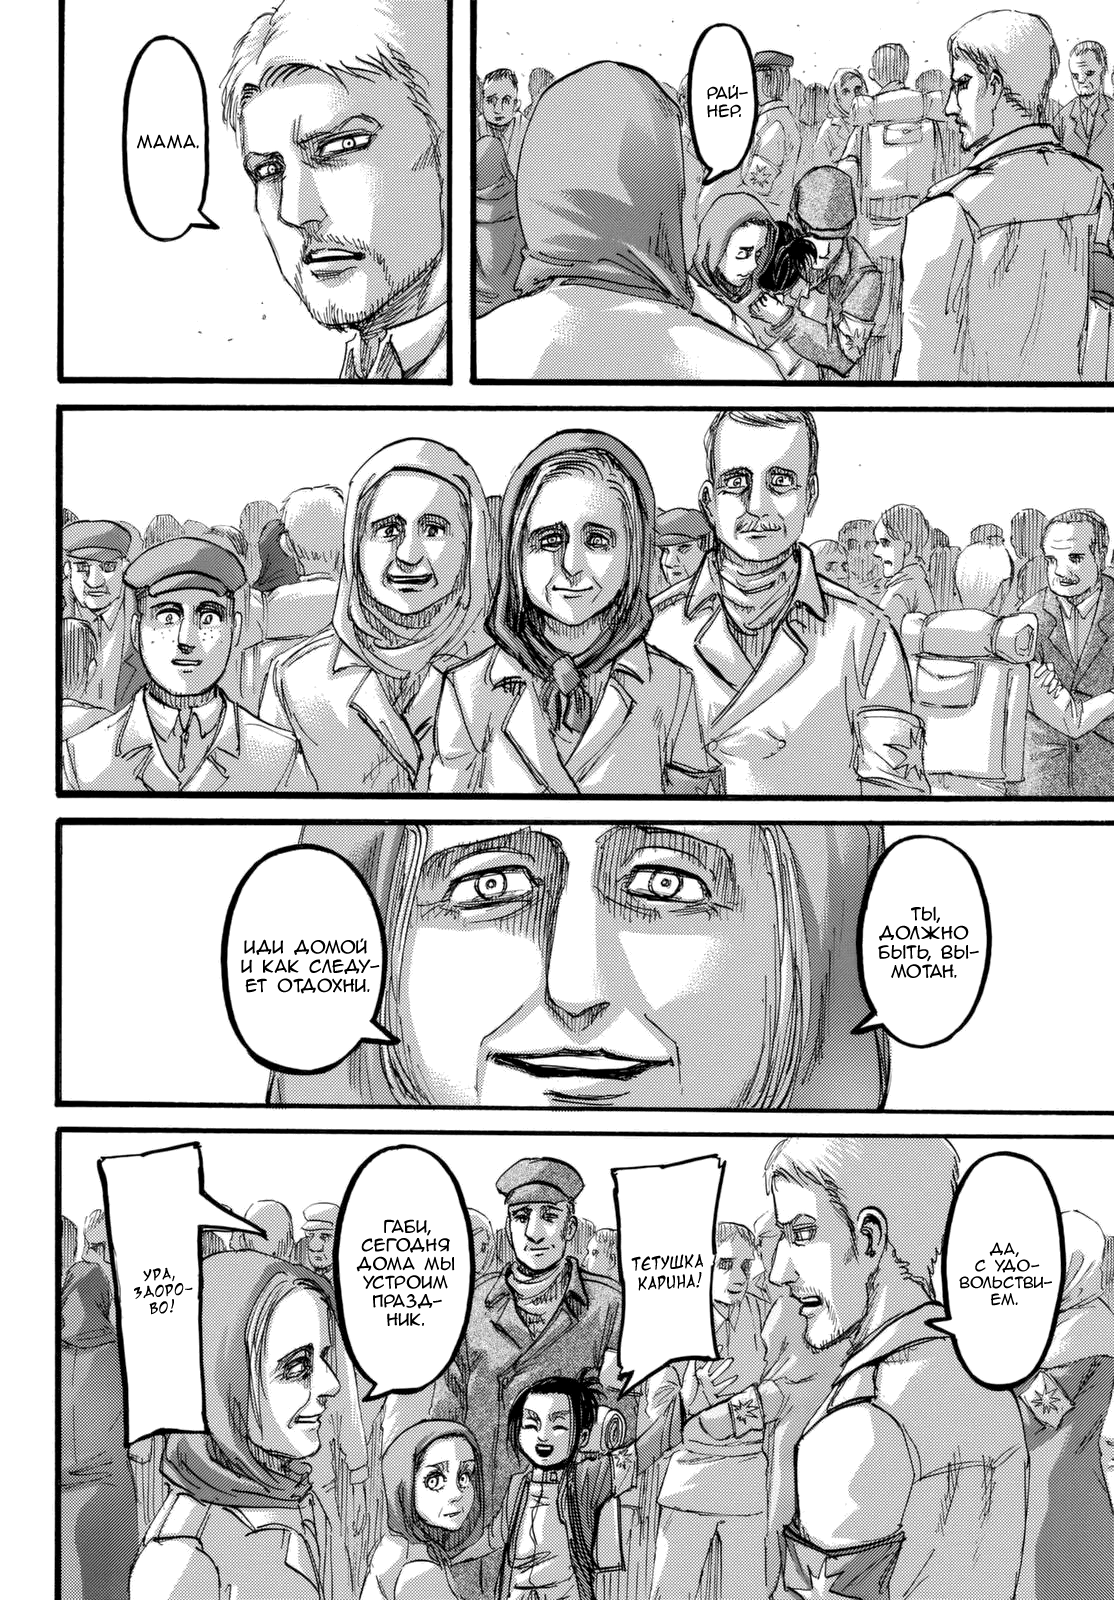 РАЙ-
НЕР.
МАМА.
ТЫ,
ДОЛЖНО
БЫТЬ, ВЫ-
МОТАН.
ИДИ ДОМОЙ
И КАК СЛЕДУ-
ЕТ ОТДОХНИ.
ДА,
С УДО-
ВОЛЬСТВИ-
ЕМ.
ТЁТУШКА
КАРИНА!
ГАБИ,
СЕГОДНЯ
ДОМА МЫ
УСТРОИМ
ПРАЗД-
НИК.
УРА,
ЗДОРО-
ВО!